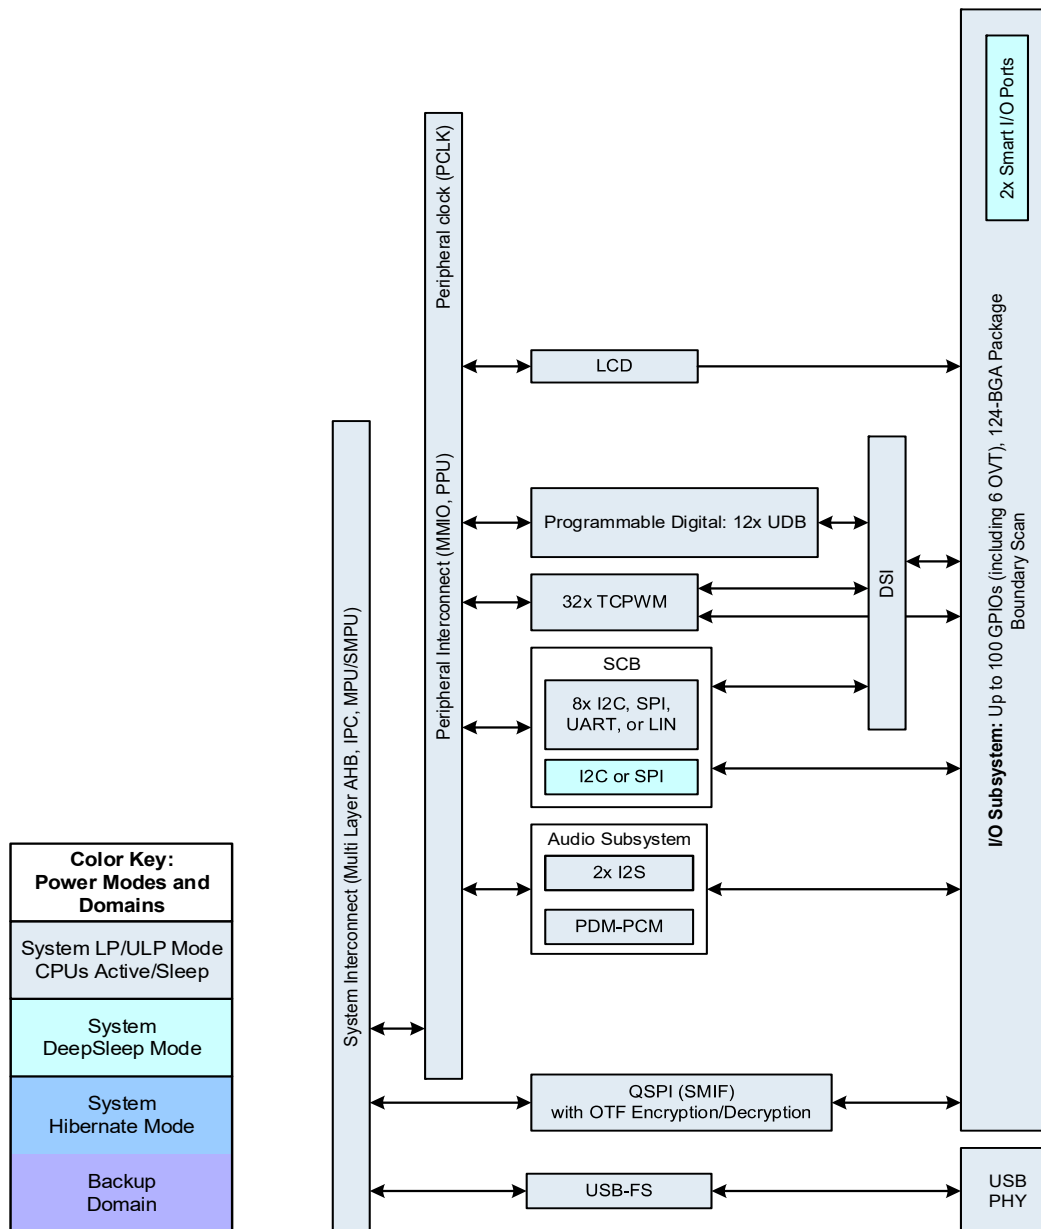 2x Smart I/O Ports
Peripheral clock (PCLK)
LCD
I/O Subsystem: Up to 100 GPIOs (including 6 OVT), 124-BGA Package
Boundary Scan
Peripheral Interconnect (MMIO, PPU)
System Interconnect (Multi Layer AHB, IPC, MPU/SMPU)
Programmable Digital: 12x UDB
DSI
32x TCPWM
SCB
8x I2C, SPI,
UART, or LIN
I2C or SPI
Audio Subsystem
2x I2S
PDM-PCM
Color Key:
Power Modes and
Domains
System LP/ULP Mode
CPUs Active/Sleep
System
DeepSleep Mode
System
Hibernate Mode
Backup
Domain
QSPI (SMIF)
with OTF Encryption/Decryption
USB-FS
USB
PHY